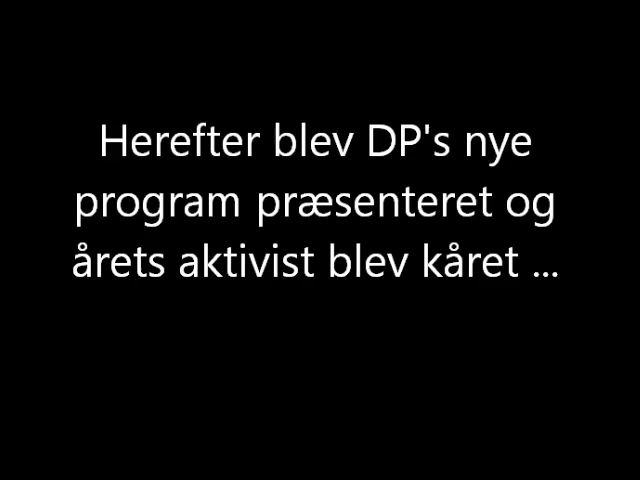 Herefter blev DP's nye
program præsenteret og
årets aktivist blev kåret ...